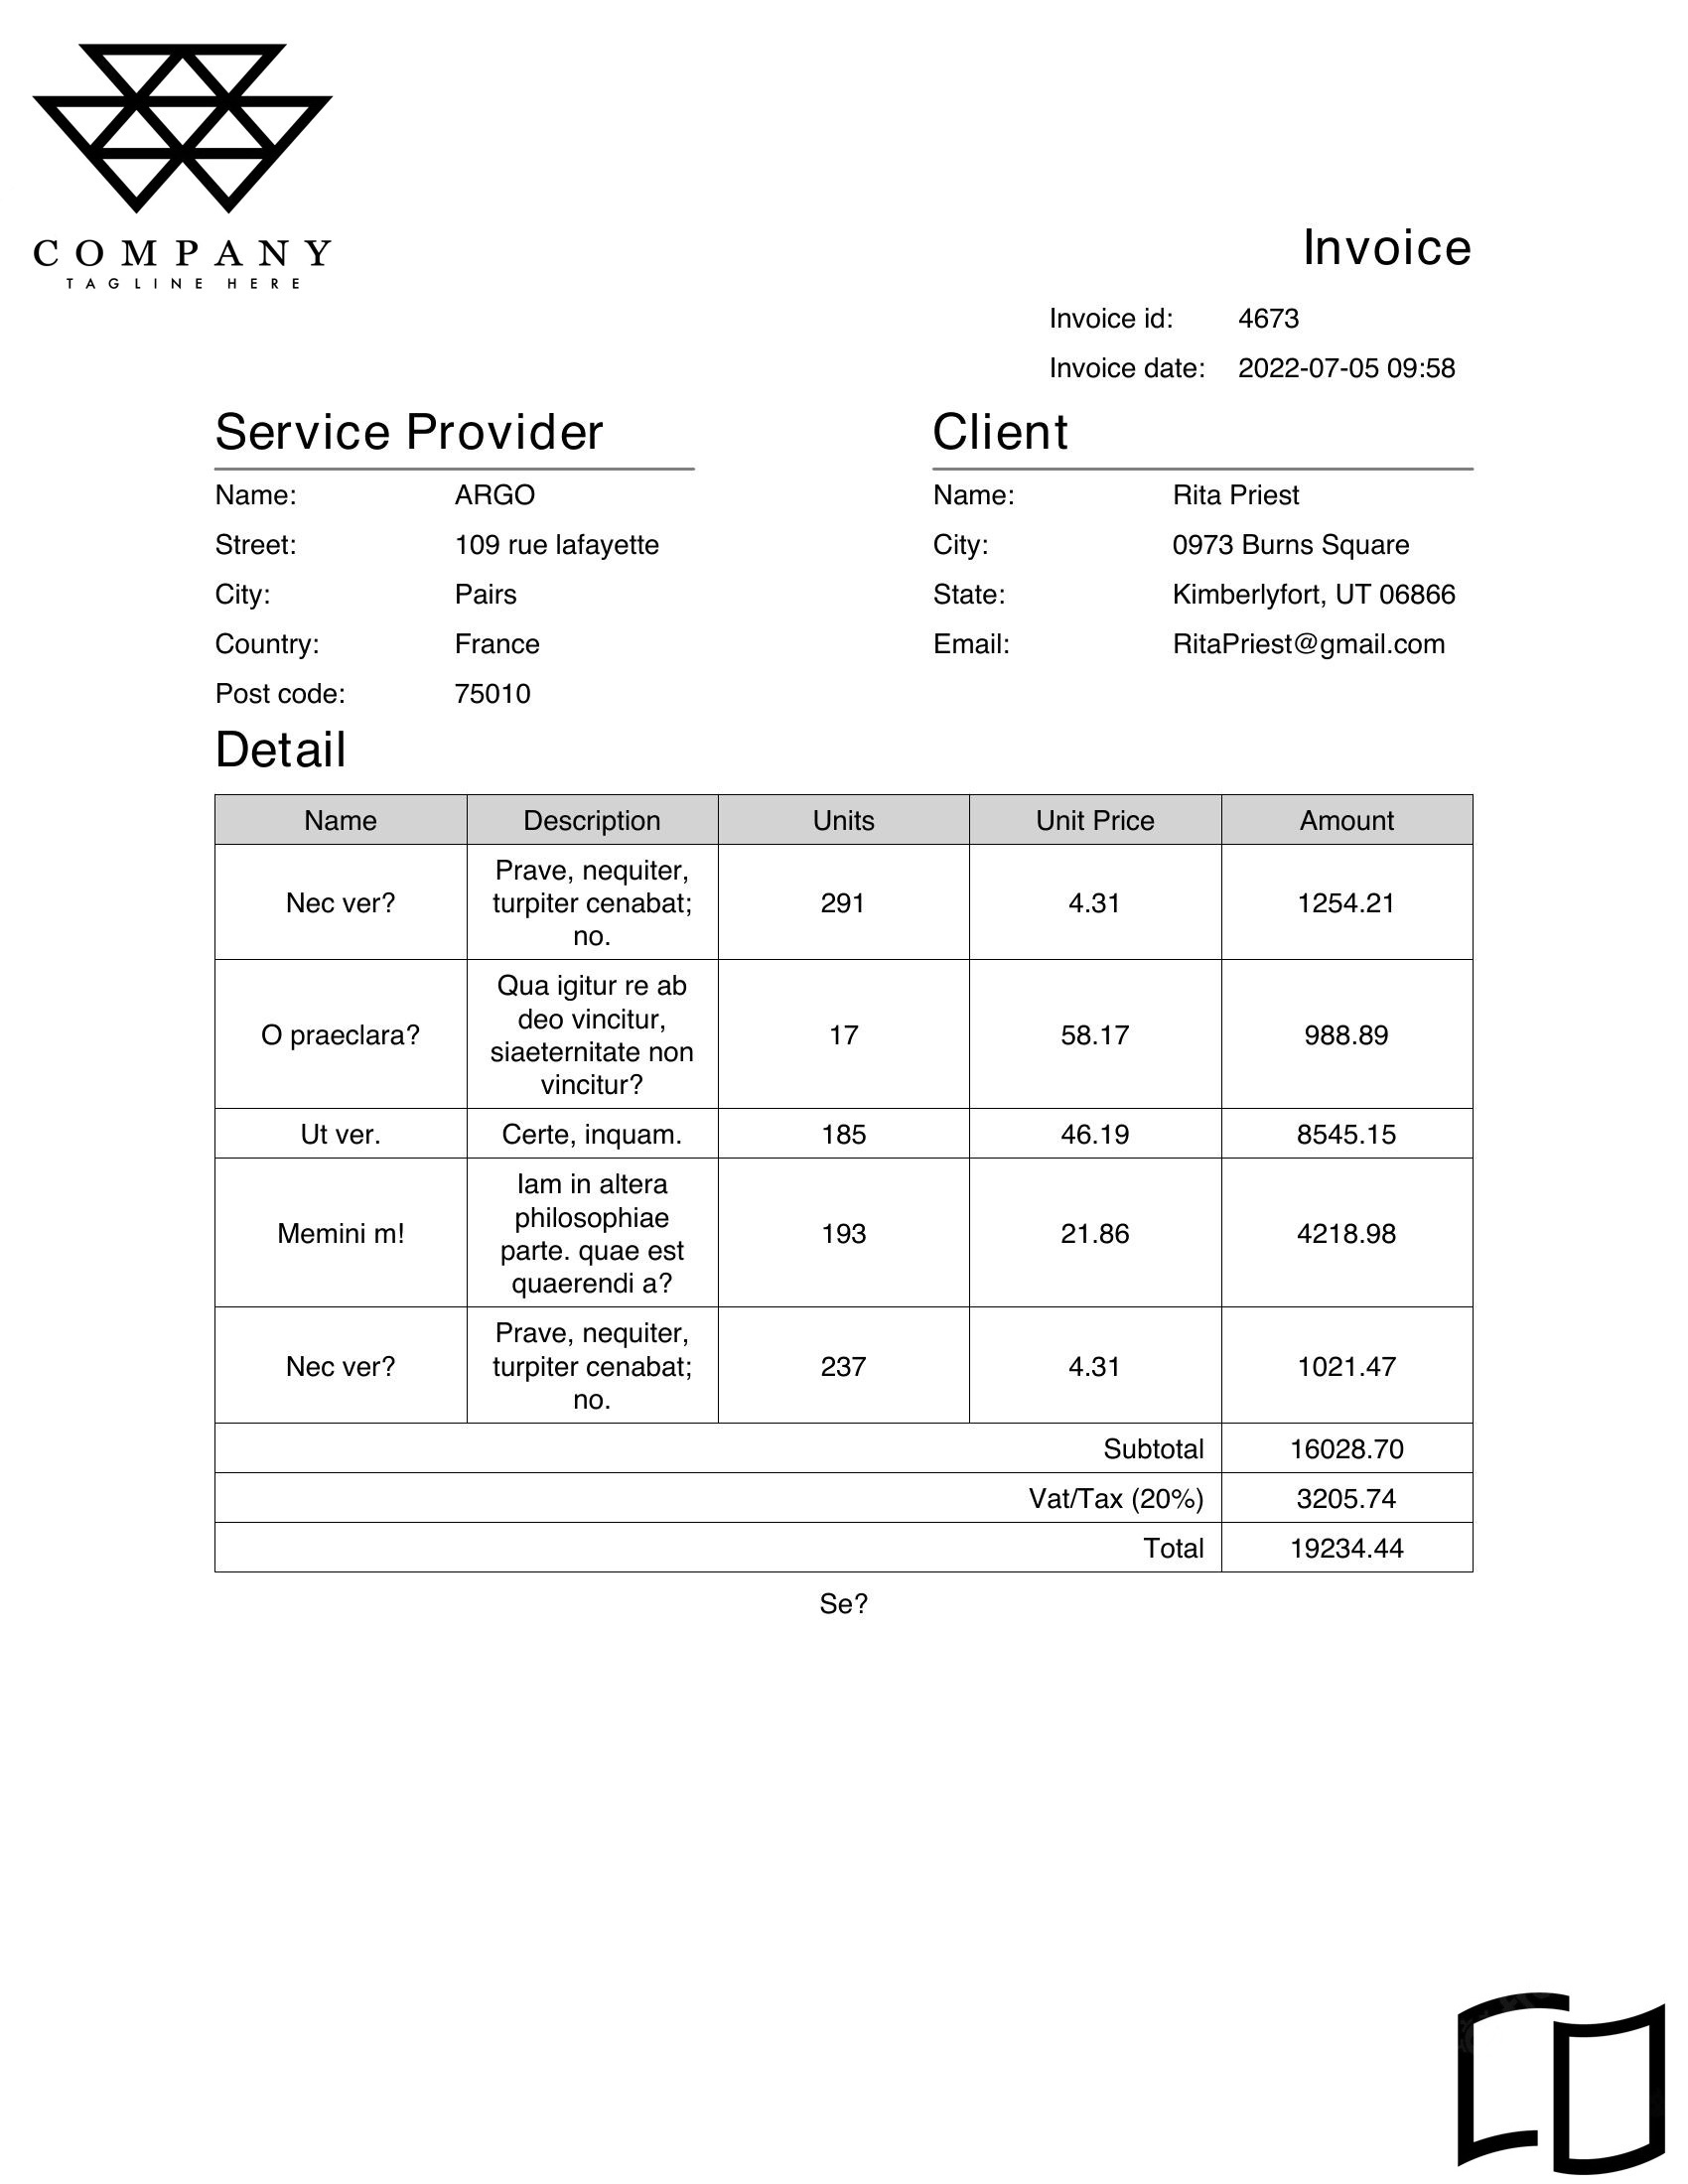 COMPANY
TAGLINE HERE
Invoice
Invoice id: 4673
Invoice date: 2022-07-05 09:58
Service Provider
Name: ARGO
Street: 109 rue lafayette
City: Pairs
Country: France
Post code: 75010
Client
Name: Rita Priest
City: 0973 Burns Square
State: Kimberlyfort, UT 06866
Email: RitaPriest@gmail.com
Detail
Name Description Units Unit Price Amount
Prave, nequiter,
Nec ver? turpiter cenabat; 291 4.31 1254.21
no.
Qua igitur re ab
deo vincitur,
O praeclara? 17 58.17 988.89
siaeternitate non
vincitur?
Ut ver. Certe, inquam. 185 46.19 8545.15
Iam in altera
philosophiae
Memini m! 193 21.86 4218.98
parte. quae est
quaerendi a?
Prave, nequiter,
Nec ver? turpiter cenabat; 237 4.31 1021.47
no.
Subtotal 16028.70
Vat/Tax (20%) 3205.74
Total 19234.44
Se?